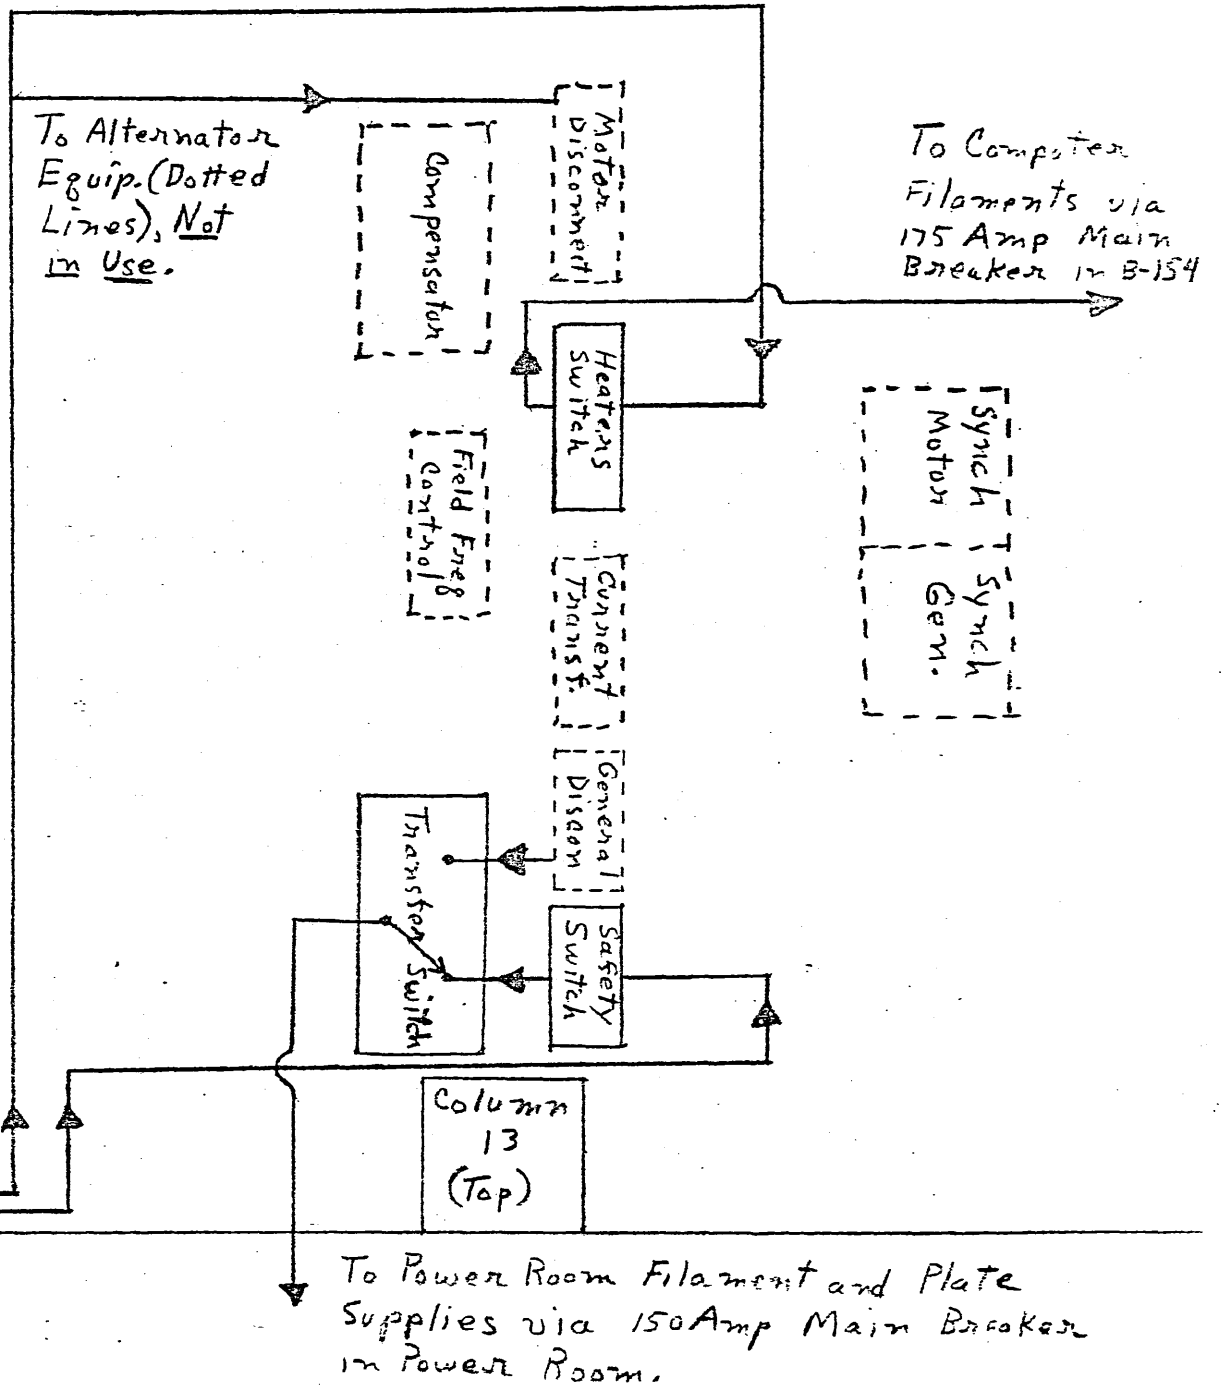 To Alternator
Equip. (Dotted
Lines), Not
in Use.
Compensator
Motor
Disconnect
To Computer
Filaments via
175 Amp Main
Breaker in B-154
Heaters
Switch
Synch
Motor
Synch
Gen.
Field Freq
Control
Current
Transf.
General
Discon
Transfer Switch
Safety
Switch
Column
13
(Top)
To Power Room Filament and Plate
Supplies via 150 Amp Main Breaker
in Power Room.